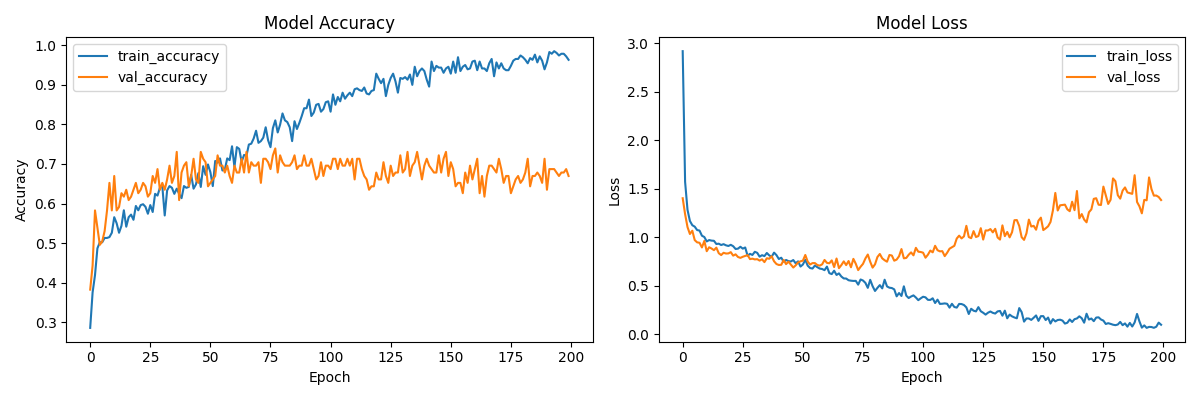 Model Accuracy
train_accuracy
val_accuracy
Accuracy
1.0
0.9
0.8
0.7
0.6
0.5
0.4
0.3
0 25 50 75 100 125 150 175 200
Epoch
Model Loss
train_loss
val_loss
Loss
3.0
2.5
2.0
1.5
1.0
0.5
0.0
0 25 50 75 100 125 150 175 200
Epoch